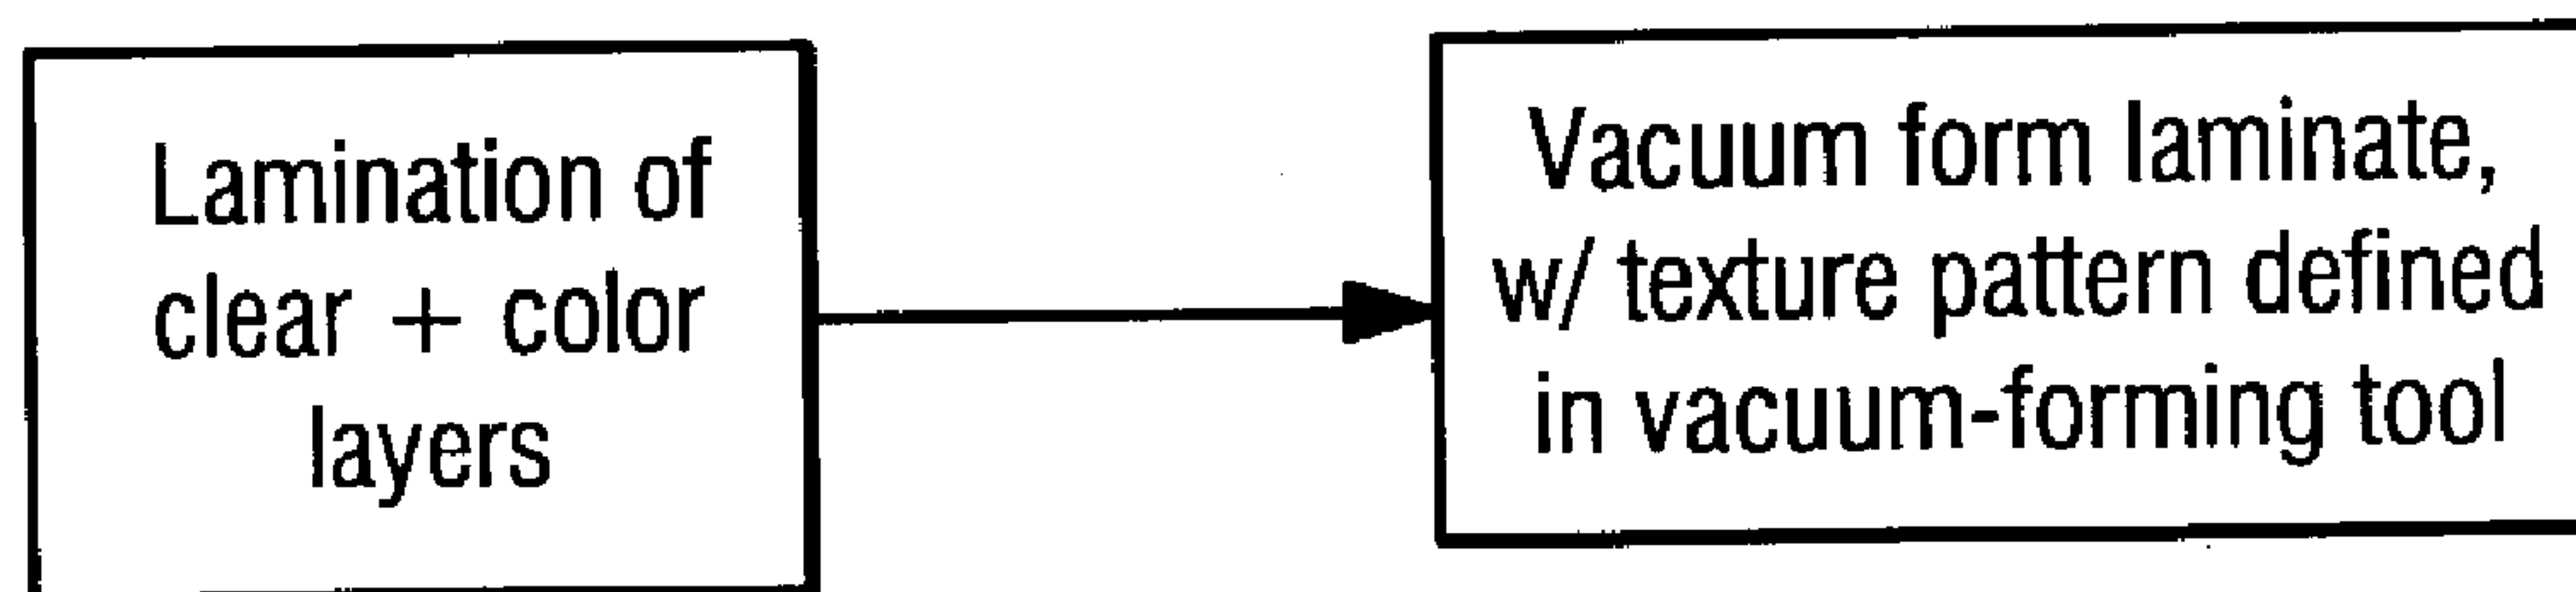 Lamination of
clear + color
layers
Vacuum form laminate,
w/ texture pattern defined
in vacuum-forming tool